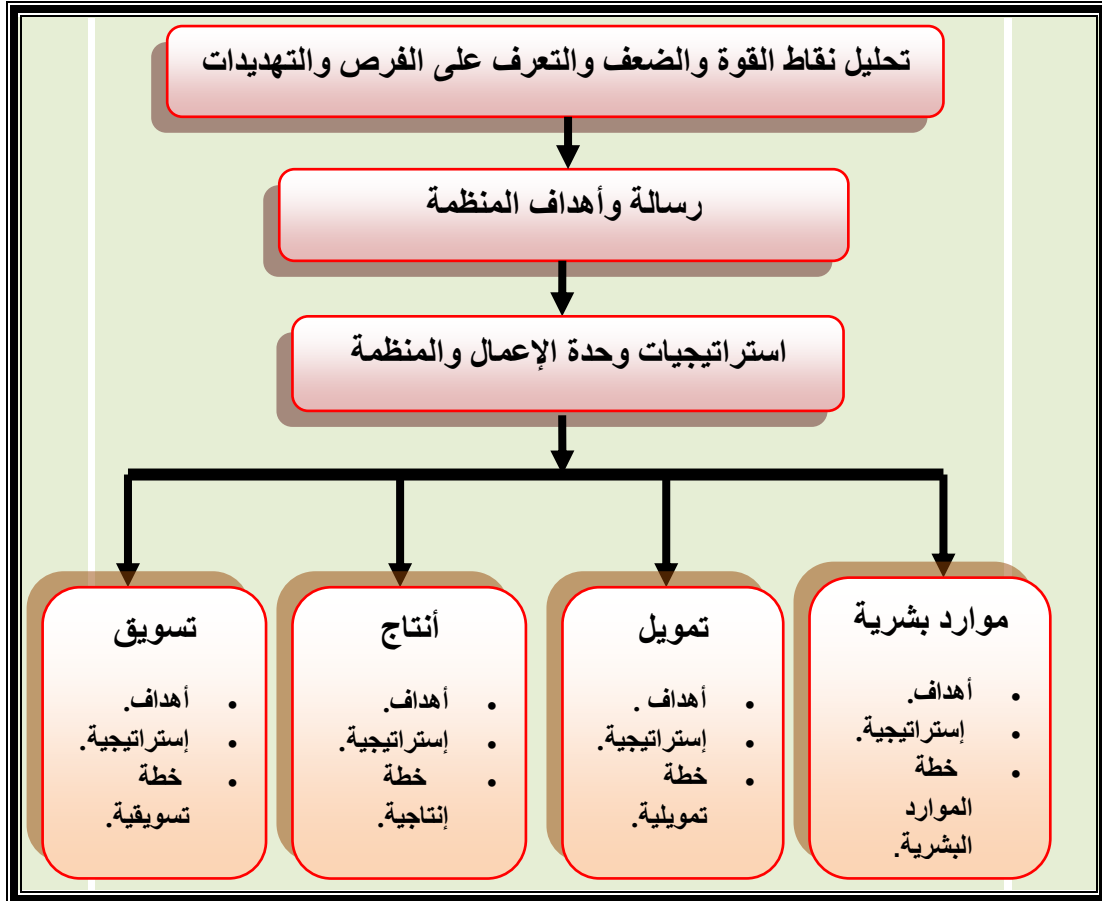 تحليل نقاط القوة والضعف والتعرف على الفرص والتهديدات
رسالة وأهداف المنظمة
استراتيجيات وحدة الإعمال والمنظمة
موارد بشرية
• أهداف.
• إستراتيجية.
• خطة
الموارد
البشرية.
تمويل
• أهداف .
• إستراتيجية.
• خطة
تمويلية.
أنتاج
• أهداف.
• إستراتيجية.
• خطة
إنتاجية.
تسويق
• أهداف.
• إستراتيجية.
• خطة
تسويقية.